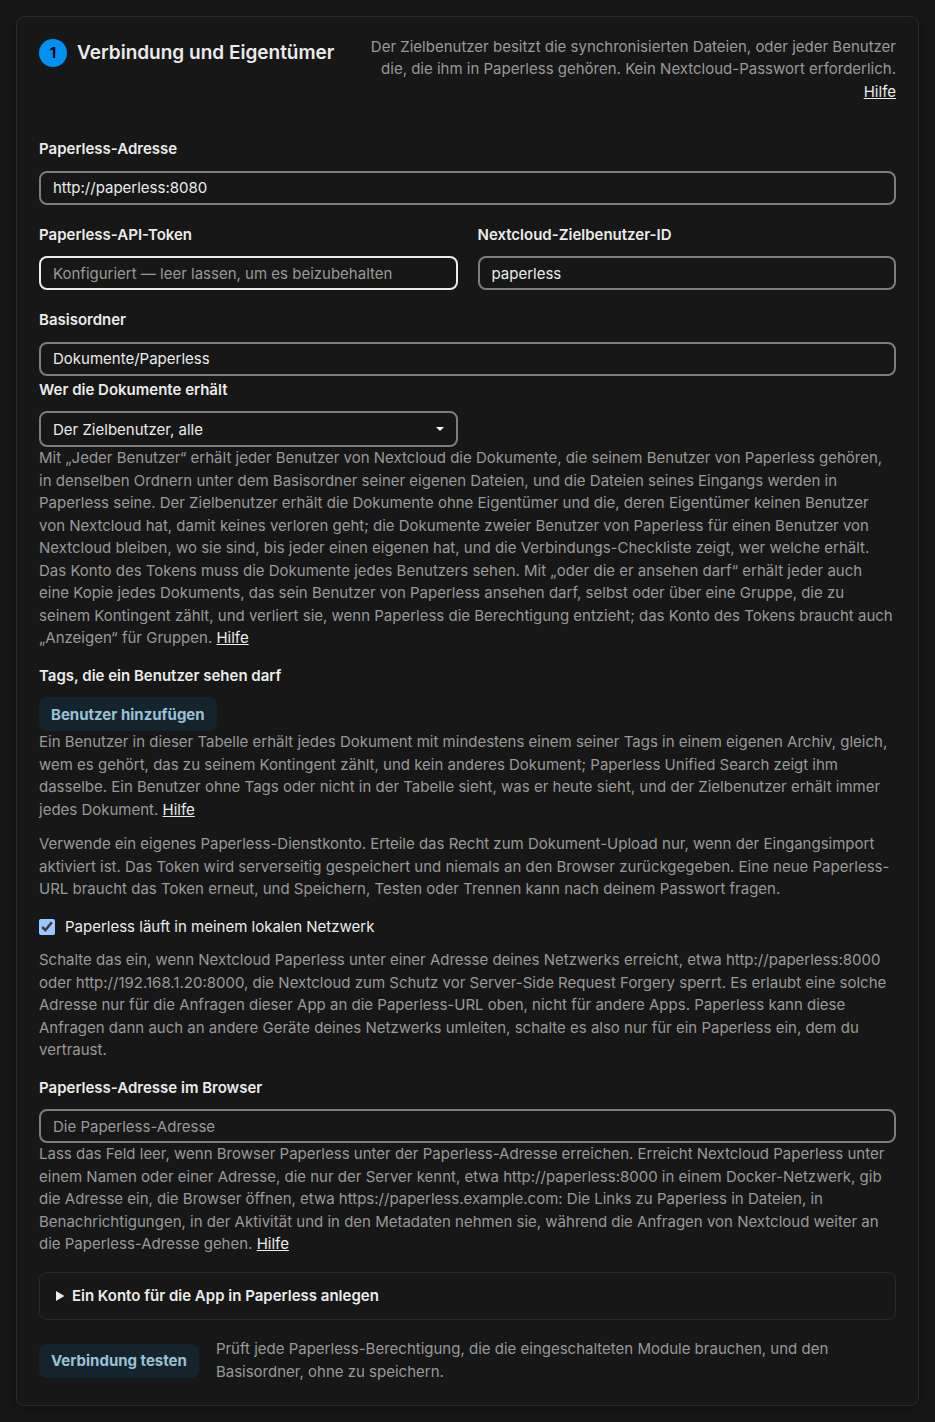 1 Verbindung und Eigentümer
Der Zielbenutzer besitzt die synchronisierten Dateien, oder jeder Benutzer
die, die ihm in Paperless gehören. Kein Nextcloud-Passwort erforderlich.
Hilfe
Paperless-Adresse
http://paperless:8080
Paperless-API-Token
Nextcloud-Zielbenutzer-ID
Konfiguriert — leer lassen, um es beizubehalten
paperless
Basisordner
Dokumente/Paperless
Wer die Dokumente erhält
Der Zielbenutzer, alle
Mit „Jeder Benutzer“ erhält jeder Benutzer von Nextcloud die Dokumente, die seinem Benutzer von Paperless gehören,
in denselben Ordnern unter dem Basisordner seiner eigenen Dateien, und die Dateien seines Eingangs werden in
Paperless seine. Der Zielbenutzer erhält die Dokumente ohne Eigentümer und die, deren Eigentümer keinen Benutzer
von Nextcloud hat, damit keines verloren geht; die Dokumente zweier Benutzer von Paperless für einen Benutzer von
Nextcloud bleiben, wo sie sind, bis jeder einen eigenen hat, und die Verbindungs-Checkliste zeigt, wer welche erhält.
Das Konto des Tokens muss die Dokumente jedes Benutzers sehen. Mit „oder die er ansehen darf“ erhält jeder auch
eine Kopie jedes Dokuments, das sein Benutzer von Paperless ansehen darf, selbst oder über eine Gruppe, die zu
seinem Kontingent zählt, und verliert sie, wenn Paperless die Berechtigung entzieht; das Konto des Tokens braucht auch
„Anzeigen“ für Gruppen. Hilfe
Tags, die ein Benutzer sehen darf
Benutzer hinzufügen
Ein Benutzer in dieser Tabelle erhält jedes Dokument mit mindestens einem seiner Tags in einem eigenen Archiv, gleich,
wem es gehört, das zu seinem Kontingent zählt, und kein anderes Dokument; Paperless Unified Search zeigt ihm
dasselbe. Ein Benutzer ohne Tags oder nicht in der Tabelle sieht, was er heute sieht, und der Zielbenutzer erhält immer
jedes Dokument. Hilfe
Verwende ein eigenes Paperless-Dienstkonto. Erteile das Recht zum Dokument-Upload nur, wenn der Eingangsimport
aktiviert ist. Das Token wird serverseitig gespeichert und niemals an den Browser zurückgegeben. Eine neue Paperless-
URL braucht das Token erneut, und Speichern, Testen oder Trennen kann nach deinem Passwort fragen.
Paperless läuft in meinem lokalen Netzwerk
Schalte das ein, wenn Nextcloud Paperless unter einer Adresse deines Netzwerks erreicht, etwa http://paperless:8000
oder http://192.168.1.20:8000, die Nextcloud zum Schutz vor Server-Side Request Forgery sperrt. Es erlaubt eine solche
Adresse nur für die Anfragen dieser App an die Paperless-URL oben, nicht für andere Apps. Paperless kann diese
Anfragen dann auch an andere Geräte deines Netzwerks umleiten, schalte es also nur für ein Paperless ein, dem du
vertraust.
Paperless-Adresse im Browser
Die Paperless-Adresse
Lass das Feld leer, wenn Browser Paperless unter der Paperless-Adresse erreichen. Erreicht Nextcloud Paperless unter
einem Namen oder einer Adresse, die nur der Server kennt, etwa http://paperless:8000 in einem Docker-Netzwerk, gib
die Adresse ein, die Browser öffnen, etwa https://paperless.example.com: Die Links zu Paperless in Dateien, in
Benachrichtigungen, in der Aktivität und in den Metadaten nehmen sie, während die Anfragen von Nextcloud weiter an
die Paperless-Adresse gehen. Hilfe
Ein Konto für die App in Paperless anlegen
Verbindung testen
Prüft jede Paperless-Berechtigung, die die eingeschalteten Module brauchen, und den
Basisordner, ohne zu speichern.